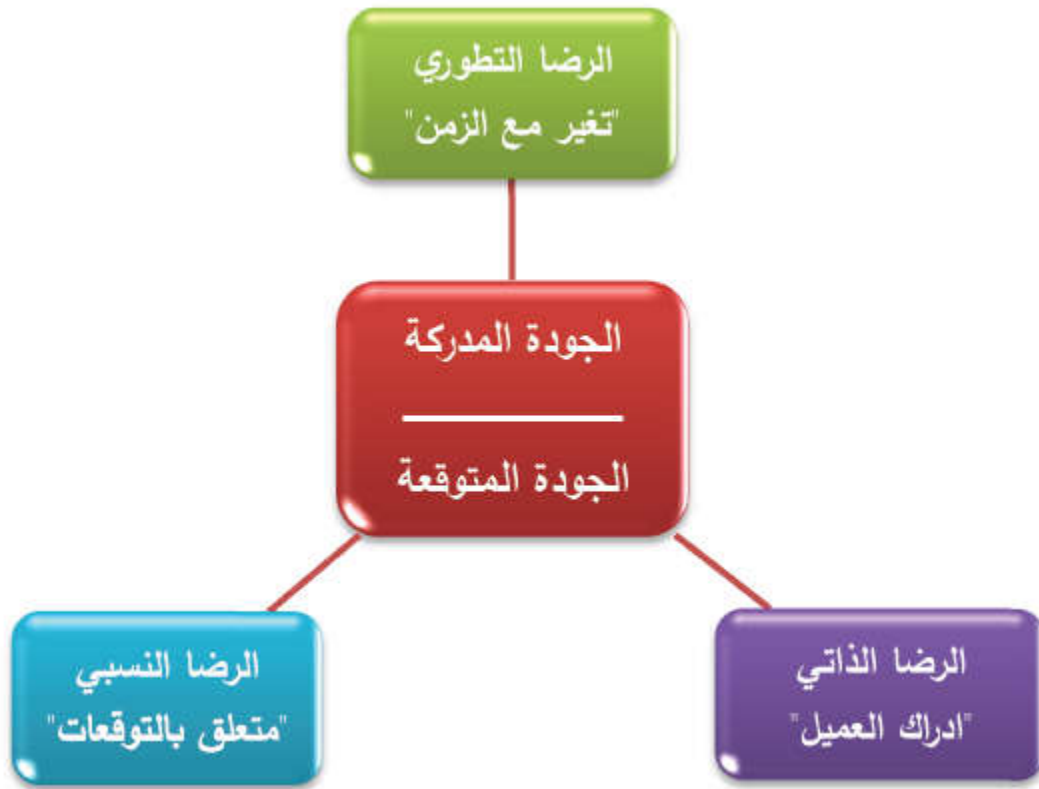 الرضا التطوري
"تغير مع الزمن"
الجودة المدركة
الجودة المتوقعة
الرضا الذاتي
"ادراك العميل"
الرضا النسبي
"متعلق بالتوقعات"